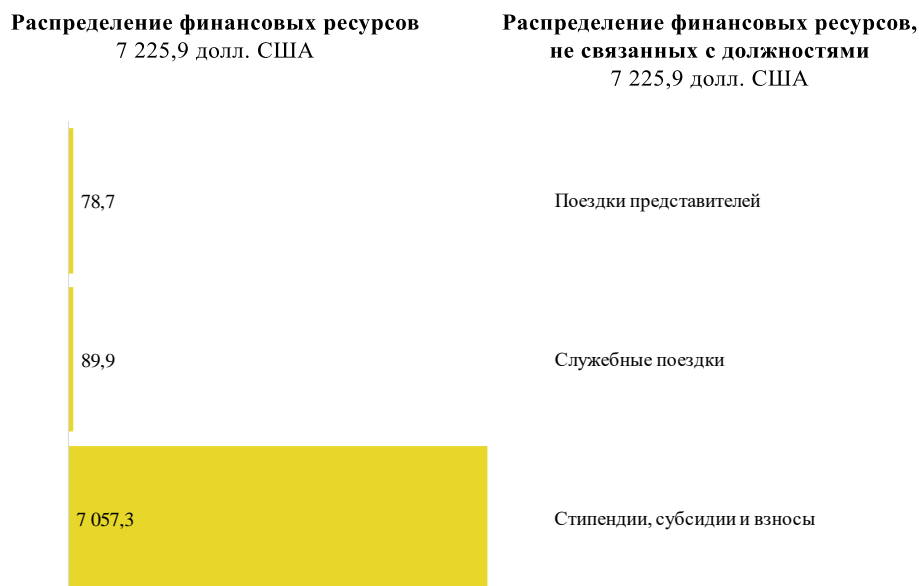 Распределение финансовых ресурсов
7 225,9 долл. США
Распределение финансовых ресурсов,
не связанных с должностями
7 225,9 долл. США
78,7
Поездки представителей
89,9
Служебные поездки
7 057,3
Стипендии, субсидии и взносы